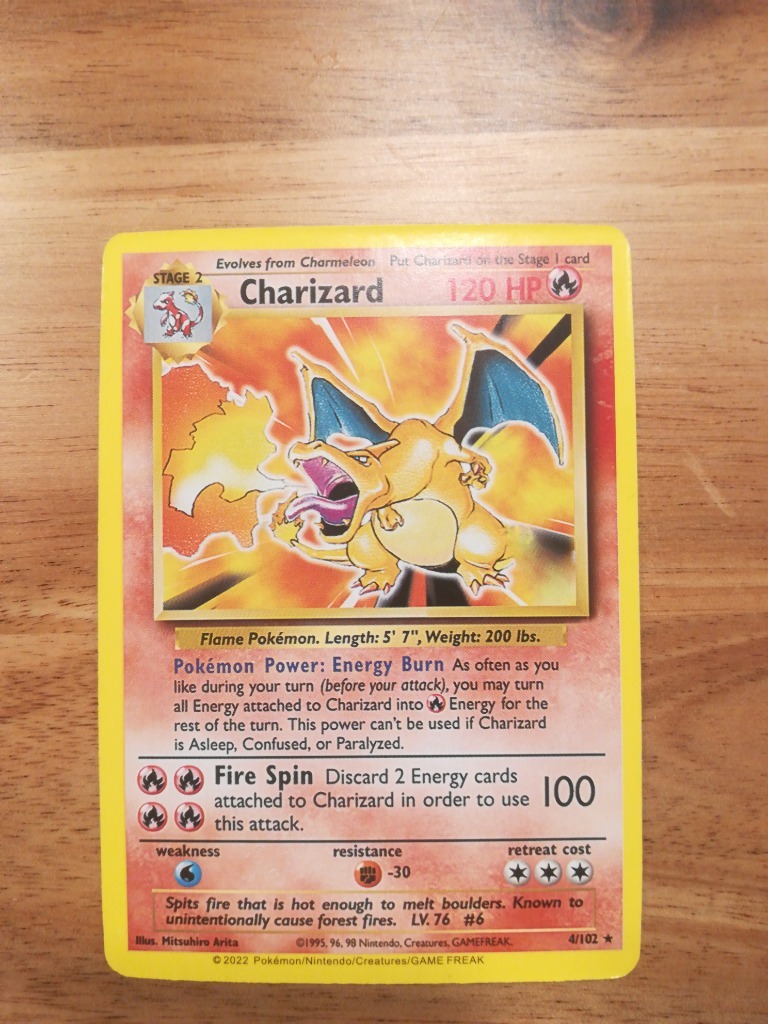 Evolves from Charmeleon Put Charizard on the Stage 1 card
STAGE 2
Charizard 120 HP
Flame Pokémon. Length: 5' 7", Weight: 200 lbs.
Pokémon Power: Energy Burn As often as you
like during your turn (before your attack), you may turn
all Energy attached to Charizard into Energy for the
rest of the turn. This power can't be used if Charizard
is Asleep, Confused, or Paralyzed.
Fire Spin Discard 2 Energy cards
attached to Charizard in order to use 100
this attack.
weakness resistance retreat cost
-30
Spits fire that is hot enough to melt boulders. Known to
unintentionally cause forest fires. LV. 76 #6
Illus. Mitsuhiro Arita ©1995, 96, 98 Nintendo, Creatures, GAMEFREAK. 4/102 ★
© 2022 Pokémon/Nintendo/Creatures/GAME FREAK